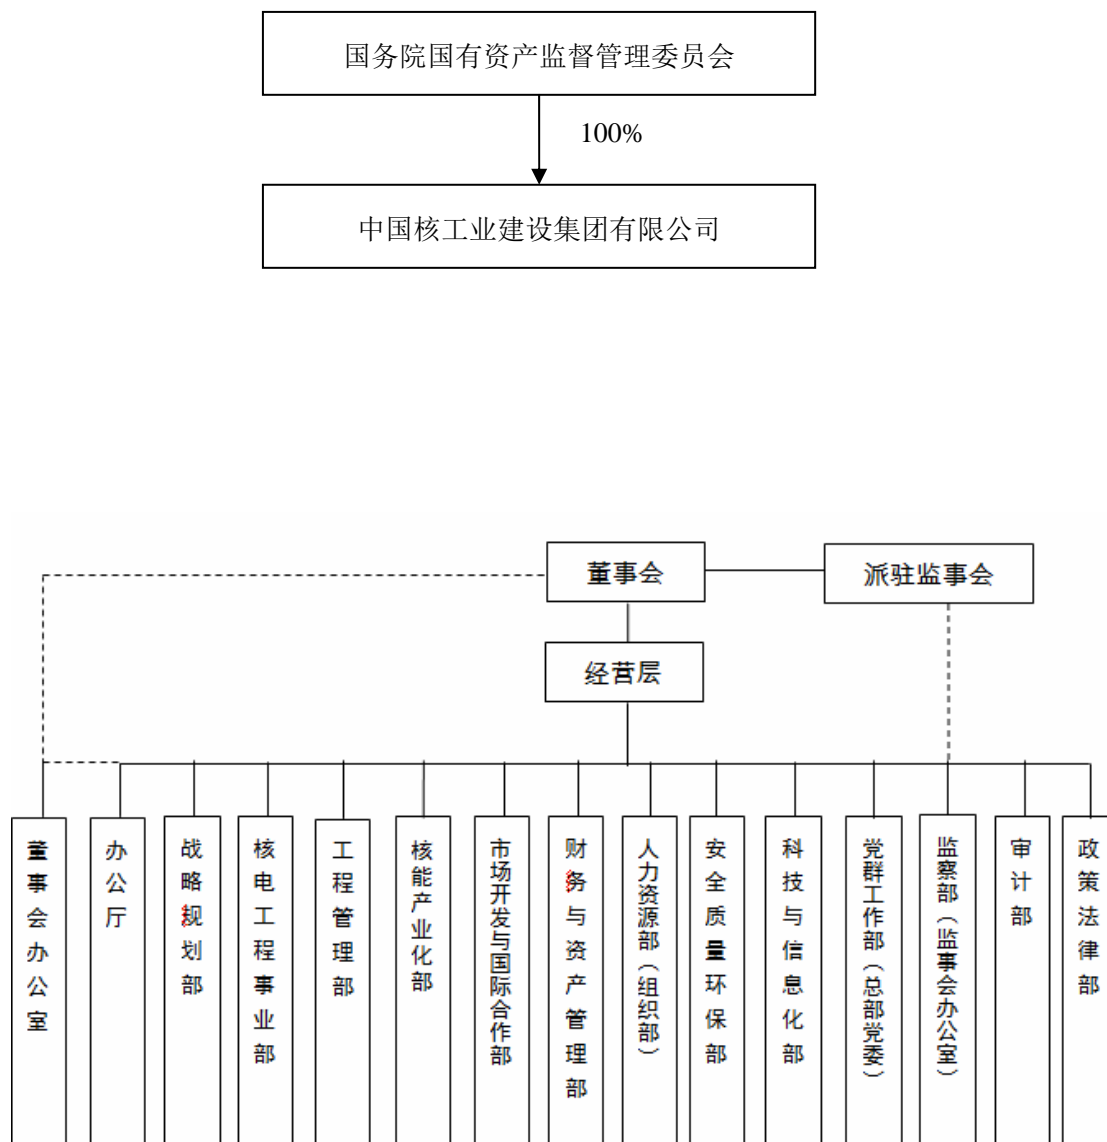 国务院国有资产监督管理委员会
100%
中国核工业建设集团有限公司
董事会
派驻监事会
经营层
董事会办公室
办公厅
战略规划部
核电工程事业部
工程管理部
核能产业化部
市场开发与国际合作部
财务与资产管理部
人力资源部（组织部）
安全质量环保部
科技与信息化部
党群工作部（总部党委）
监察部（监事会办公室）
审计部
政策法律部